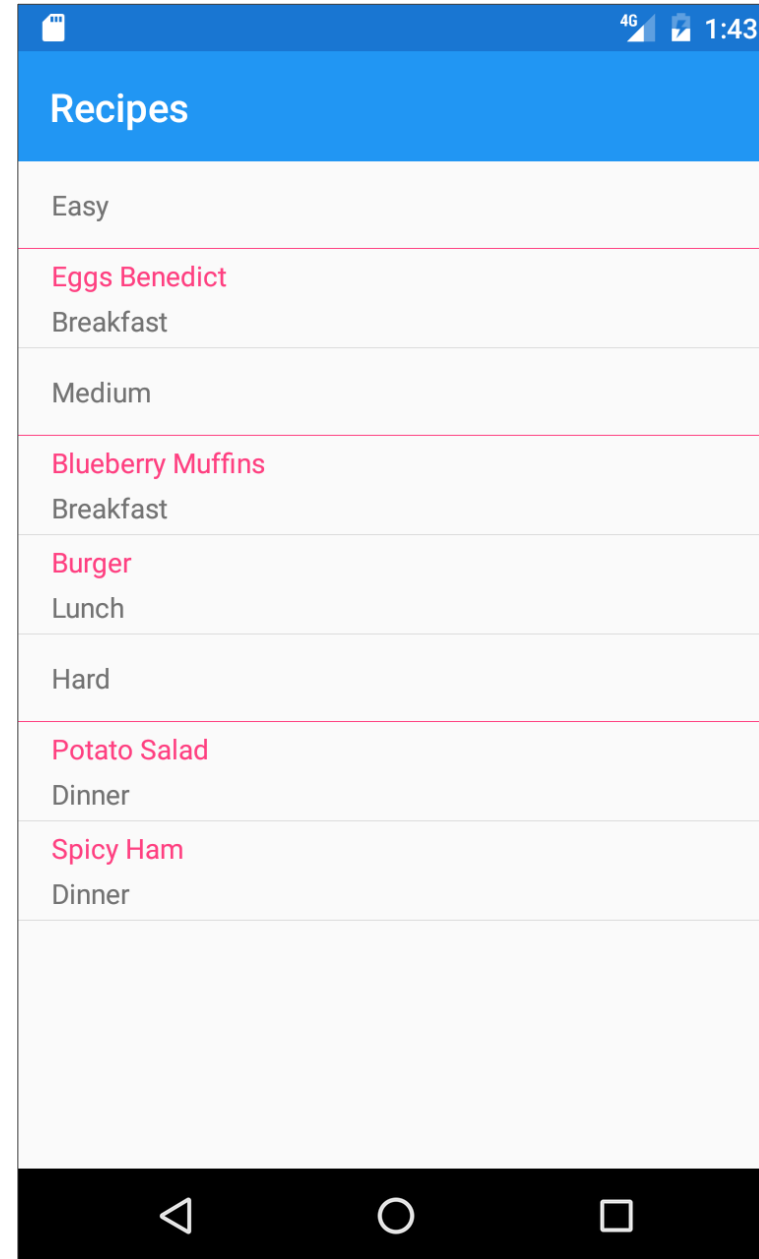 4G 1:43
Recipes
Easy
Eggs Benedict
Breakfast
Medium
Blueberry Muffins
Breakfast
Burger
Lunch
Hard
Potato Salad
Dinner
Spicy Ham
Dinner